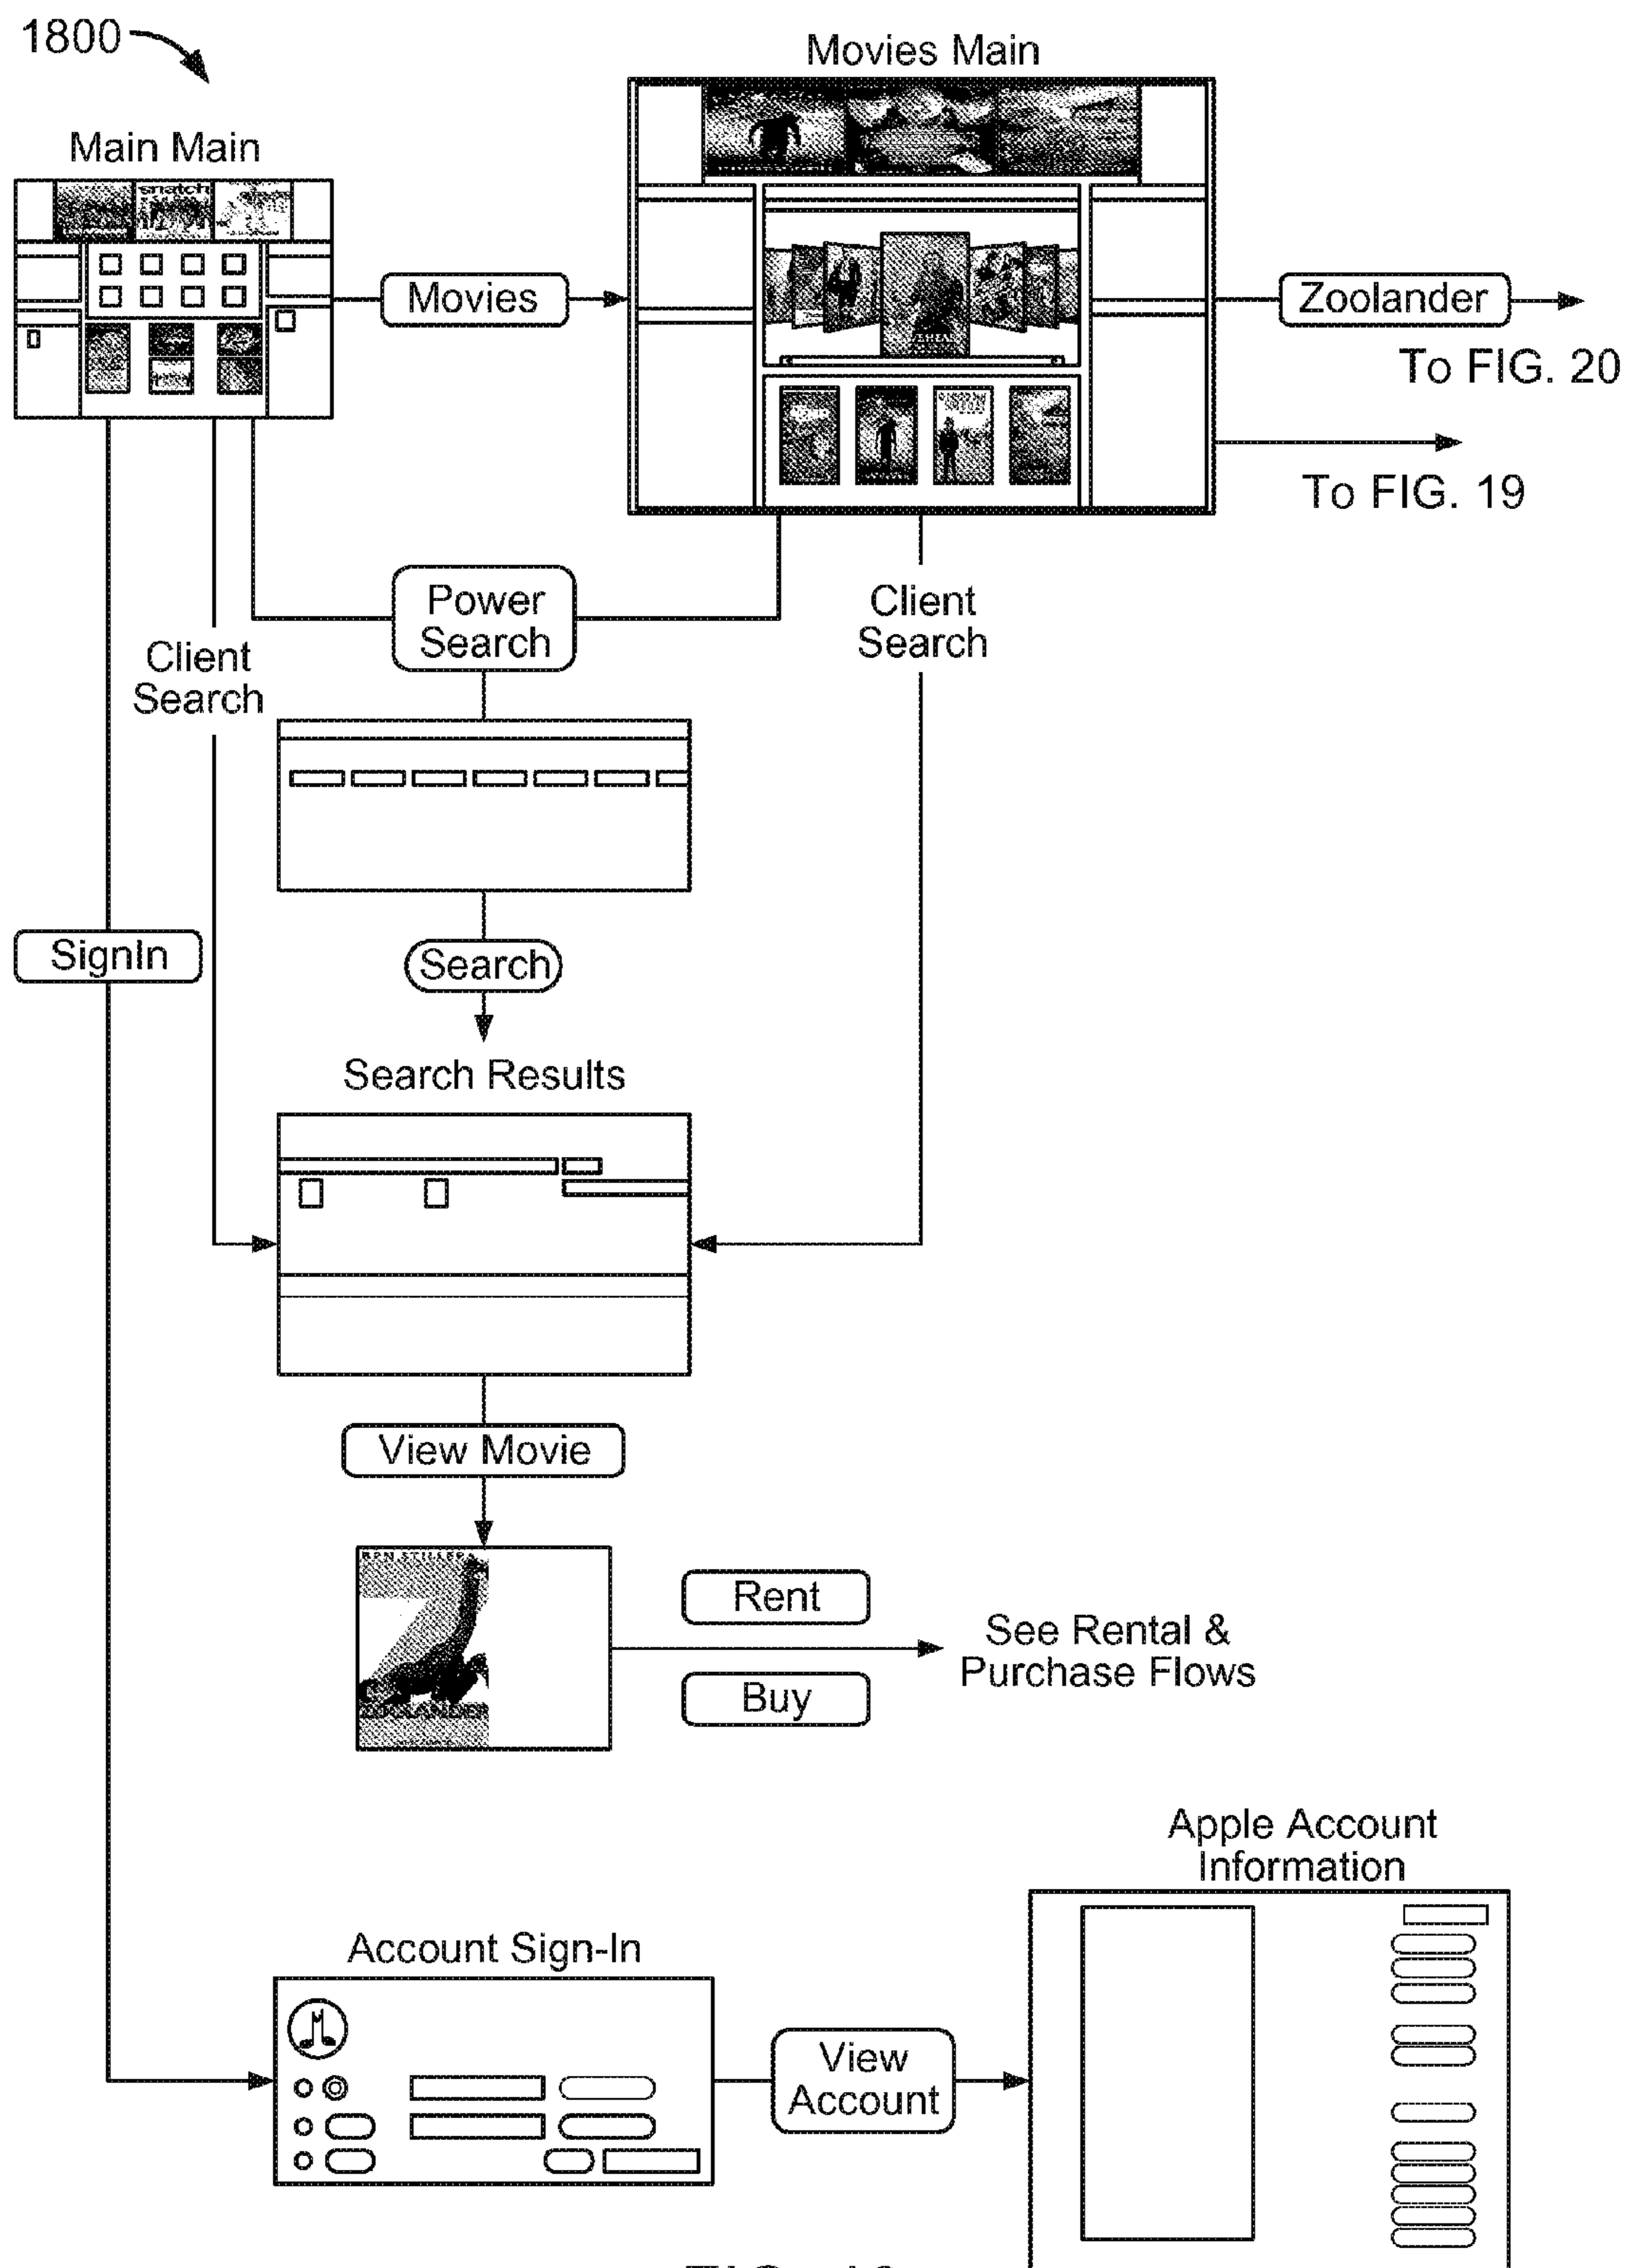 1800
Movies Main
Main Main
snatch
Movies
Zoolander
To FIG. 20
To FIG. 19
Power
Search
Client
Search
Client
Search
SignIn
Search
Search Results
View Movie
BEN STILLER
ZOOLANDER
Rent
Buy
See Rental &
Purchase Flows
Apple Account
Information
Account Sign-In
View
Account